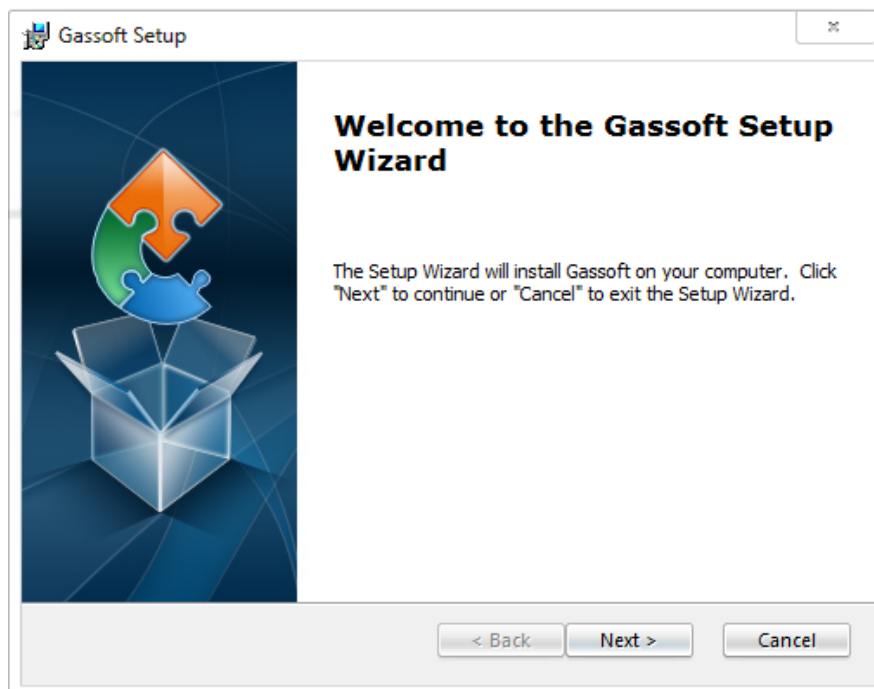 Gassoft Setup
Welcome to the Gassoft Setup
Wizard
The Setup Wizard will install Gassoft on your computer.  Click
"Next" to continue or "Cancel" to exit the Setup Wizard.
< Back Next > Cancel